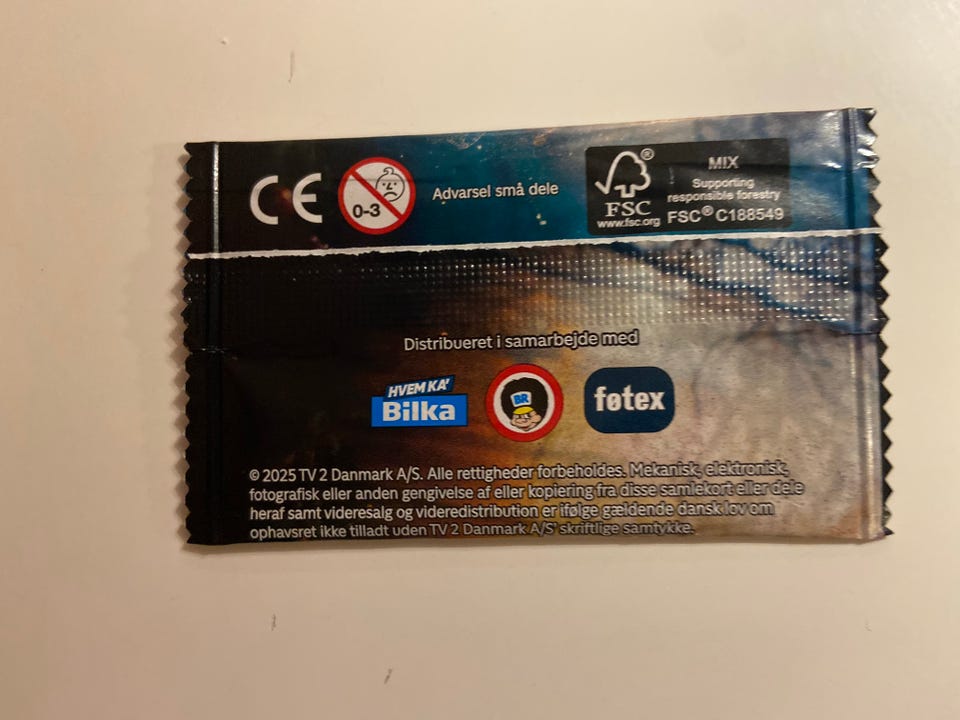 CE
0-3
Advarsel små dele
FSC®
www.fsc.org
MIX
Supporting
responsible forestry
FSC® C188549
Distribueret i samarbejde med
HVEM KA'
Bilka
BR
føtex
© 2025 TV 2 Danmark A/S. Alle rettigheder forbeholdes. Mekanisk, elektronisk,
fotografisk eller anden gengivelse af eller kopiering fra disse samlekort eller dele
heraf samt videresalg og videredistribution er ifølge gældende dansk lov om
ophavsret ikke tilladt uden TV 2 Danmark A/S' skriftlige samtykke.